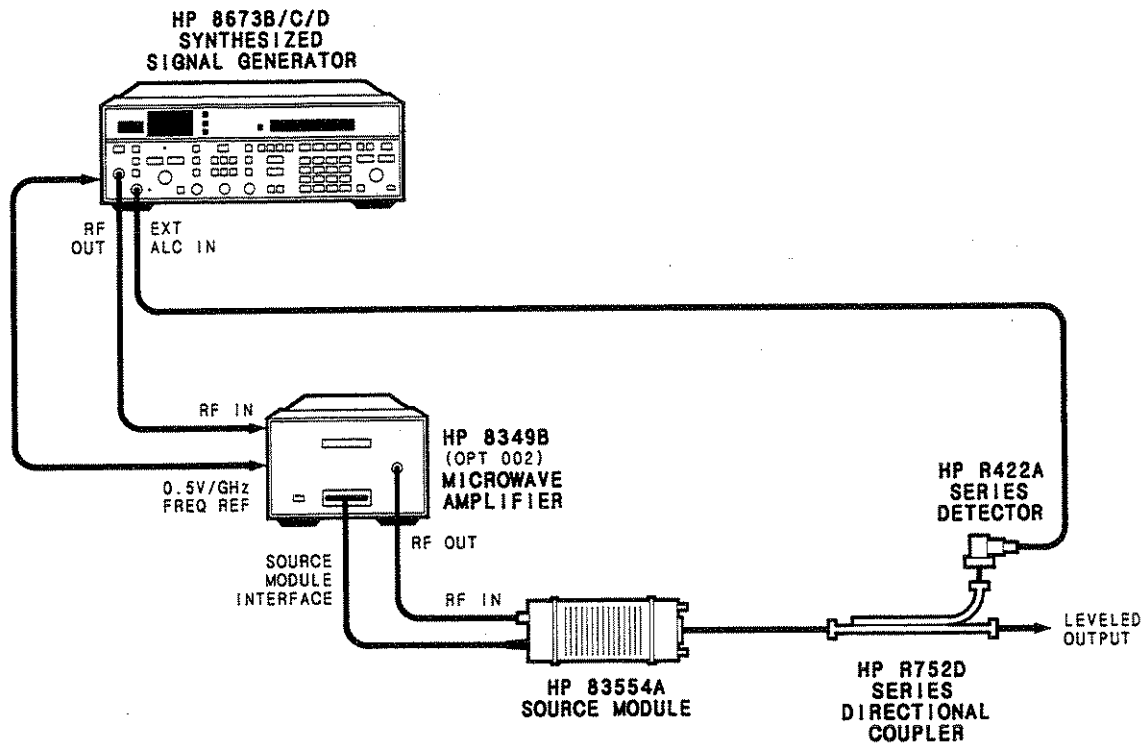 HP 8673B/C/D
SYNTHESIZED
SIGNAL GENERATOR
RF
OUT
EXT
ALC IN
RF IN
HP 8349B
(OPT 002)
MICROWAVE
AMPLIFIER
0.5V/GHz
FREQ REF
RF OUT
SOURCE
MODULE
INTERFACE
RF IN
HP R422A
SERIES
DETECTOR
LEVELED
OUTPUT
HP 83554A
SOURCE MODULE
HP R752D
SERIES
DIRECTIONAL
COUPLER